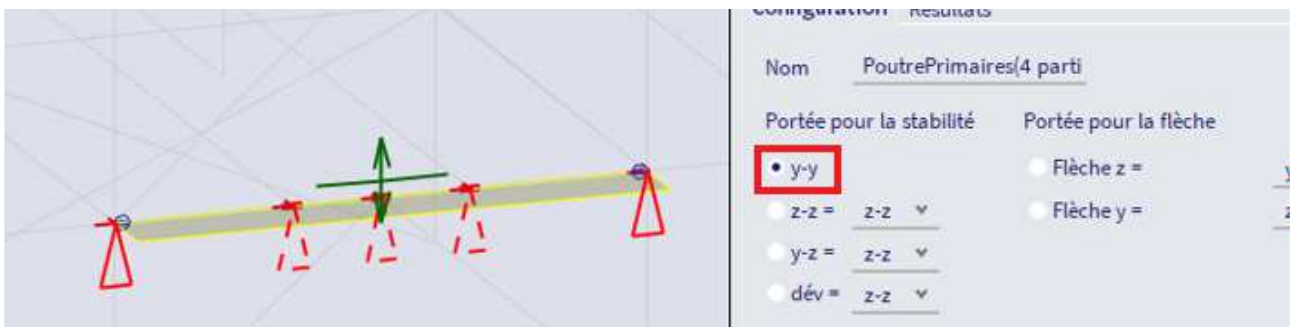 Configuration Résultats
Nom PoutrePrimaires(4 parti
Portée pour la stabilité Portée pour la flèche
y-y Flèche z =
z-z = z-z Flèche y =
y-z = z-z
dév = z-z